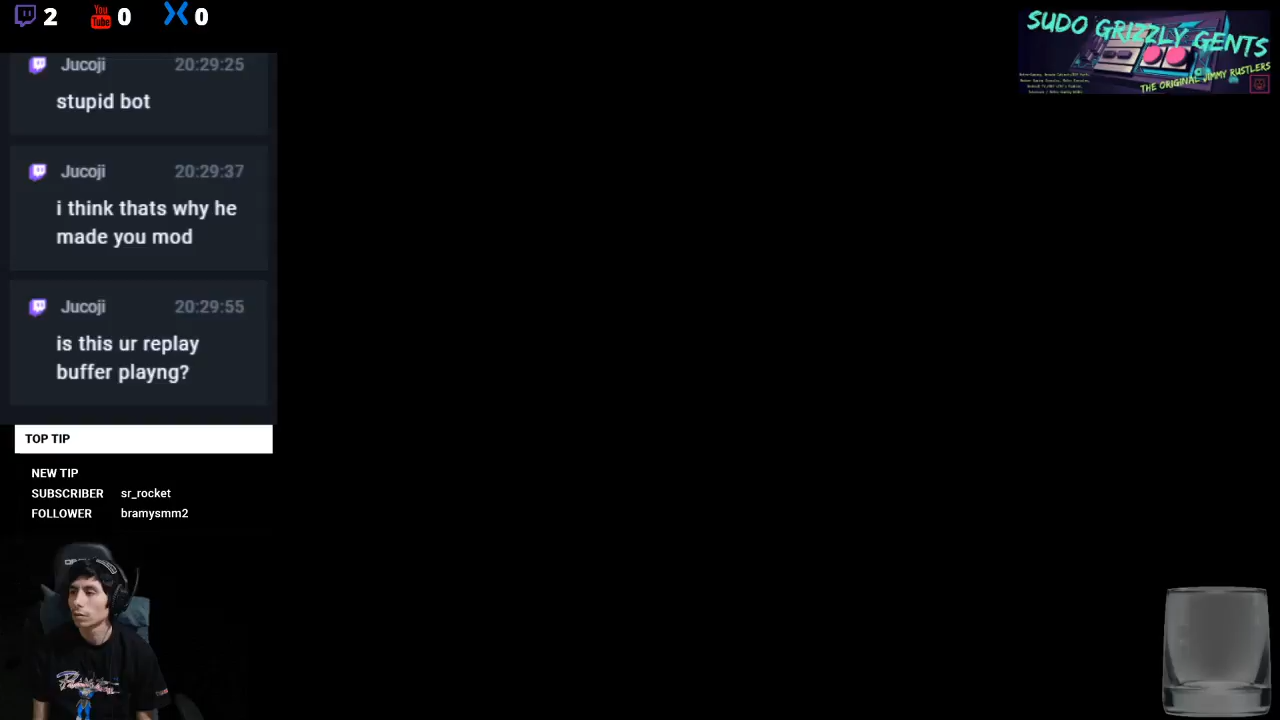 2
You
Tube
0
0
Jucoji 20:29:25
stupid bot
Jucoji 20:29:37
i think thats why he
made you mod
Jucoji 20:29:55
is this ur replay
buffer playng?
TOP TIP
NEW TIP
SUBSCRIBER sr_rocket
FOLLOWER bramysmm2
SUDO GRIZZLY GENTS
THE ORIGINAL JIMMY RUSTLERS